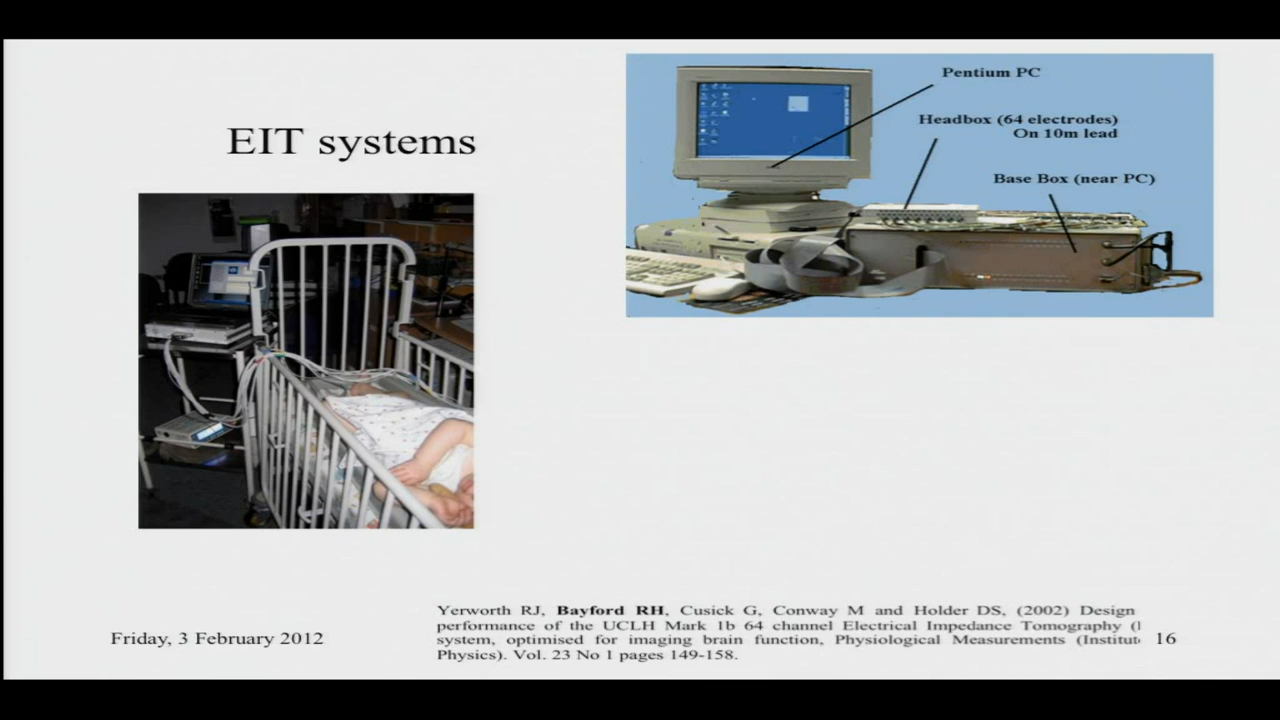 EIT systems
Pentium PC
Headbox (64 electrodes)
On 10m lead
Base Box (near PC)
Yerworth RJ, Bayford RH, Cusick G, Conway M and Holder DS, (2002) Design
performance of the UCLH Mark 1b 64 channel Electrical Impedance Tomography (
system, optimised for imaging brain function, Physiological Measurements (Institut
Physics). Vol. 23 No 1 pages 149-158.
Friday, 3 February 2012
16